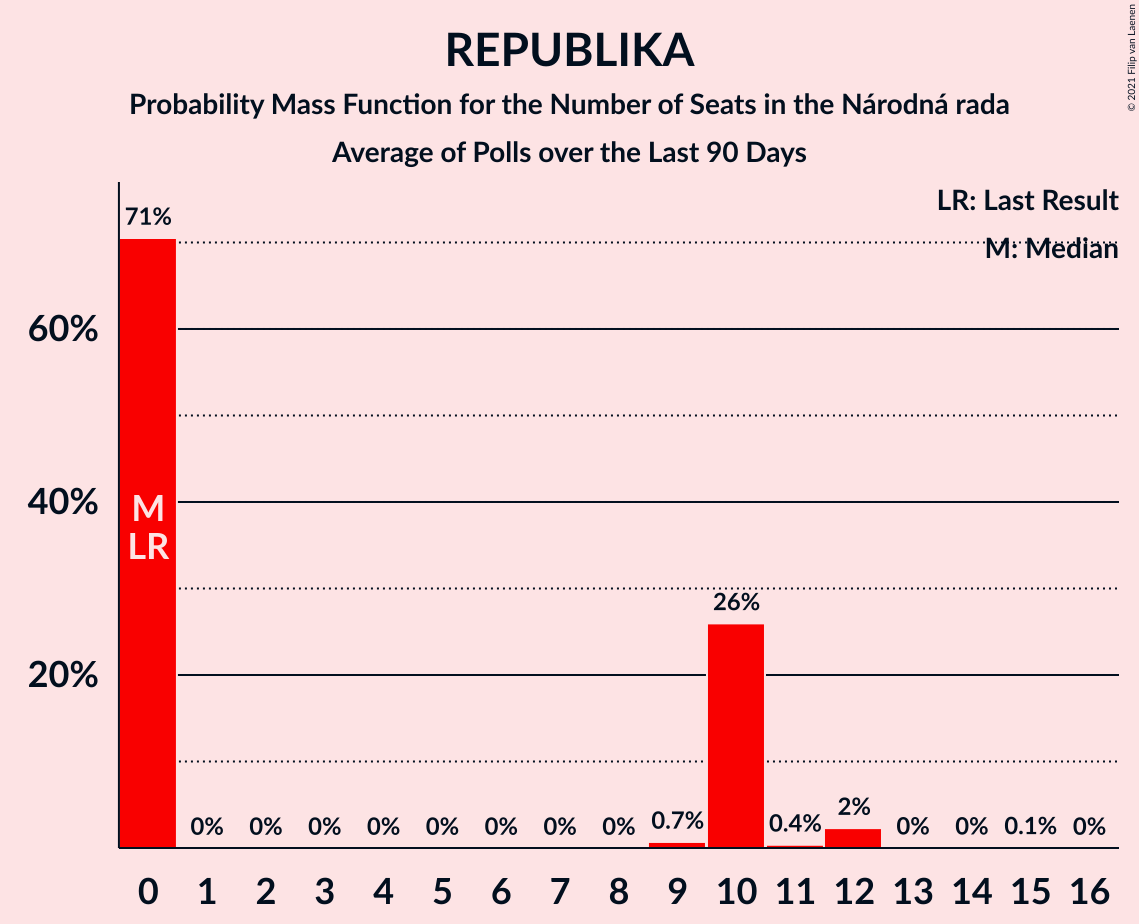 REPUBLIKA
Probability Mass Function for the Number of Seats in the Národná rada
Average of Polls over the Last 90 Days
© 2021 Filip van Laenen
LR: Last Result
M: Median
71%
60%
40%
20%
M
LR
0% 0% 0% 0% 0% 0% 0% 0% 0.7% 26% 0.4% 2% 0% 0% 0.1% 0%
0 1 2 3 4 5 6 7 8 9 10 11 12 13 14 15 16